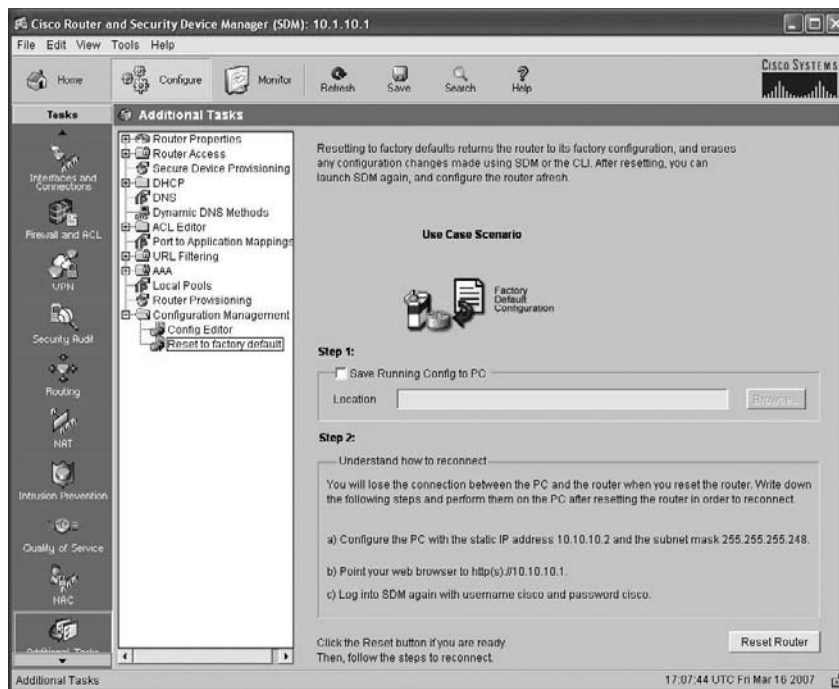 Cisco Router and Security Device Manager (SDM): 10.1.10.1
File Edit View Tools Help
Home
Configure
Monitor
Refresh
Save
Search
Help
CISCO SYSTEMS
Tasks
Additional Tasks
Interfaces and
Connections
Firewall and ACL
VPN
Security Audit
Routing
NAT
Intrusion Prevention
Quality of Service
NAC
Additional Tasks
Router Properties
Router Access
Secure Device Provisioning
DHCP
DNS
Dynamic DNS Methods
ACL Editor
Port to Application Mappings
URL Filtering
AAA
Local Pools
Router Provisioning
Configuration Management
Config Editor
Reset to factory default
Resetting to factory defaults returns the router to its factory configuration, and erases
any configuration changes made using SDM or the CLI. After resetting, you can
launch SDM again, and configure the router afresh.
Use Case Scenario
Factory
Default
Configuration
Step 1:
Save Running Config to PC
Location
Browse...
Step 2:
Understand how to reconnect
You will lose the connection between the PC and the router when you reset the router. Write down
the following steps and perform them on the PC after resetting the router in order to reconnect.
a) Configure the PC with the static IP address 10.10.10.2 and the subnet mask 255.255.255.248.
b) Point your web browser to http(s)://10.10.10.1.
c) Log into SDM again with username cisco and password cisco.
Click the Reset button if you are ready.
Then, follow the steps to reconnect.
Reset Router
Additional Tasks
17:07:44 UTC Fri Mar 16 2007